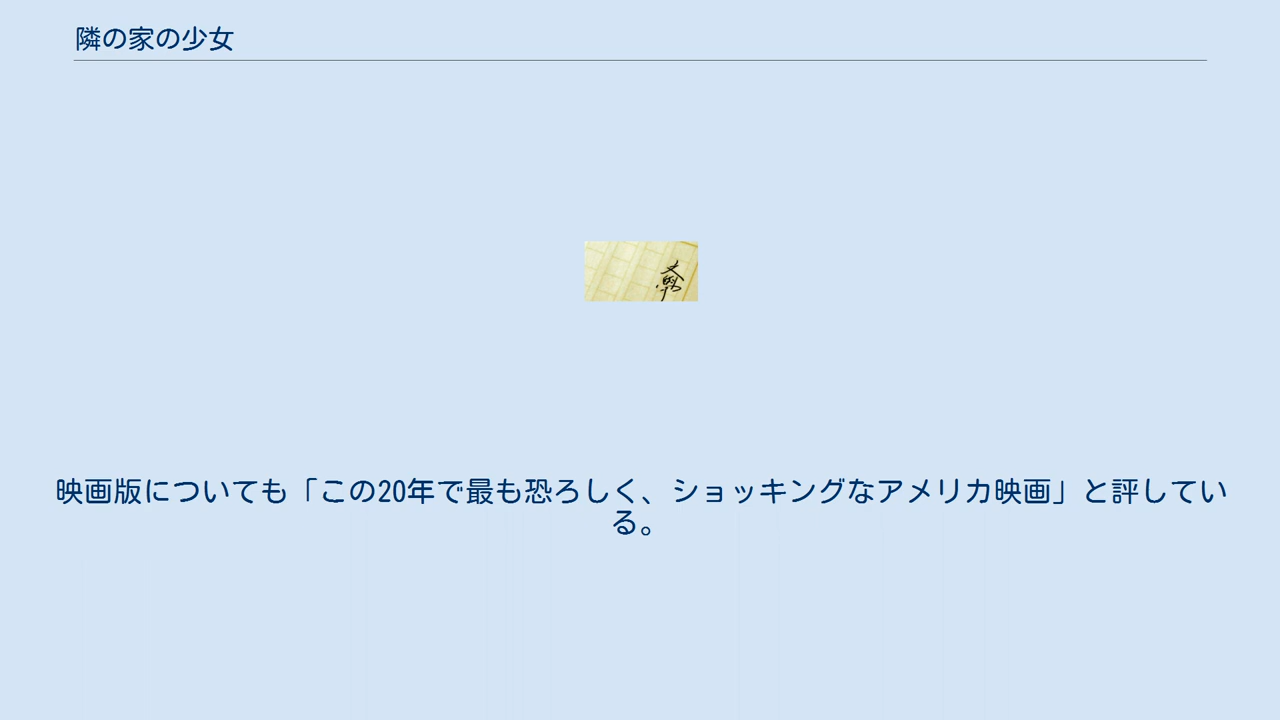 隣の家の少女
映画版についても「この20年で最も恐ろしく、ショッキングなアメリカ映画」と評してい
る。